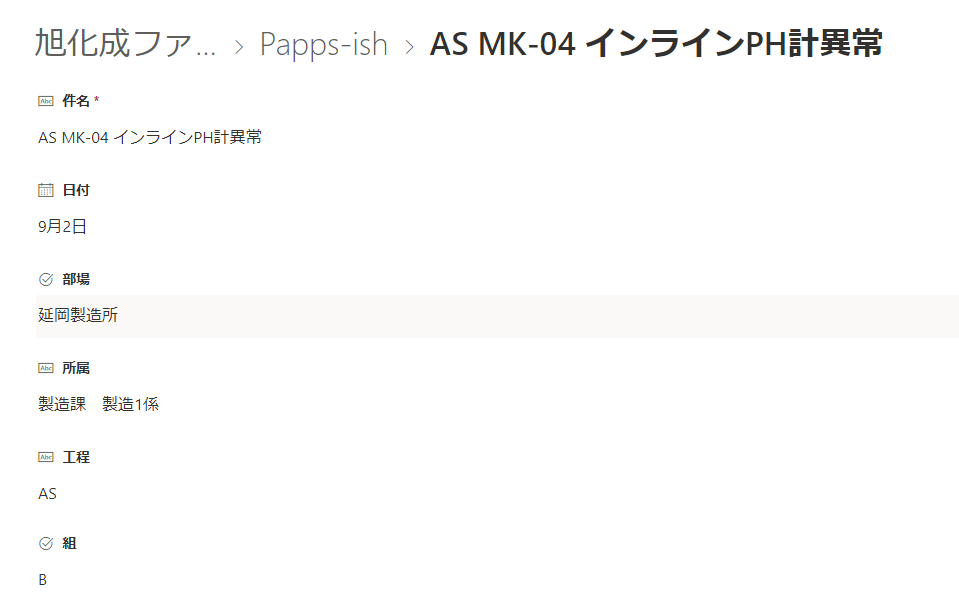 旭化成ファ... > Papps-ish > AS MK-04 インラインPH計異常
Abc 件名 *
AS MK-04 インラインPH計異常
日付
9月2日
部場
延岡製造所
Abc 所属
製造課　製造1係
Abc 工程
AS
組
B